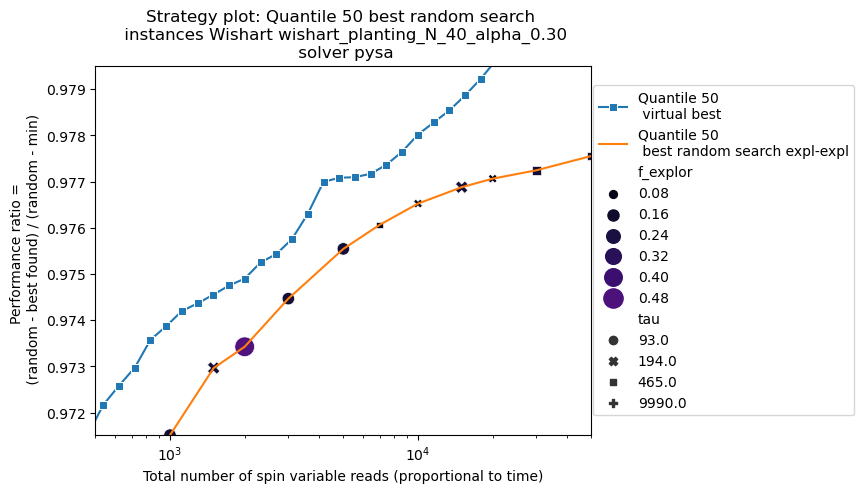 Strategy plot: Quantile 50 best random search
instances Wishart wishart_planting_N_40_alpha_0.30
solver pysa
Performance ratio =
(random - best found) / (random - min)
0.979
0.978
0.977
0.976
0.975
0.974
0.973
0.972
10^3
10^4
Total number of spin variable reads (proportional to time)
Quantile 50
virtual best
Quantile 50
best random search expl-expl
f_explor
0.08
0.16
0.24
0.32
0.40
0.48
tau
93.0
194.0
465.0
9990.0